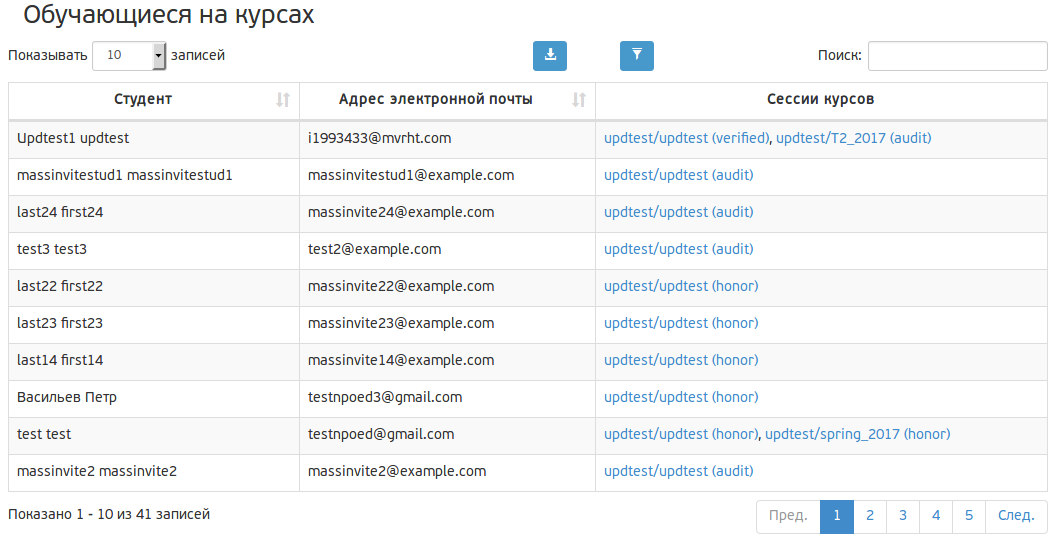 Обучающиеся на курсах
Показывать 10 записей Поиск:
Студент Адрес электронной почты Сессии курсов
Updtest1 updtest i1993433@mvrht.com updtest/updtest (verified), updtest/T2_2017 (audit)
massinvitestud1 massinvitestud1 massinvitestud1@example.com updtest/updtest (audit)
last24 first24 massinvite24@example.com updtest/updtest (audit)
test3 test3 test2@example.com updtest/updtest (audit)
last22 first22 massinvite22@example.com updtest/updtest (honor)
last23 first23 massinvite23@example.com updtest/updtest (honor)
last14 first14 massinvite14@example.com updtest/updtest (honor)
Васильев Петр testnpoed3@gmail.com updtest/updtest (honor)
test test testnpoed@gmail.com updtest/updtest (honor), updtest/spring_2017 (honor)
massinvite2 massinvite2 massinvite2@example.com updtest/updtest (audit)
Показано 1 - 10 из 41 записей Пред. 1 2 3 4 5 След.